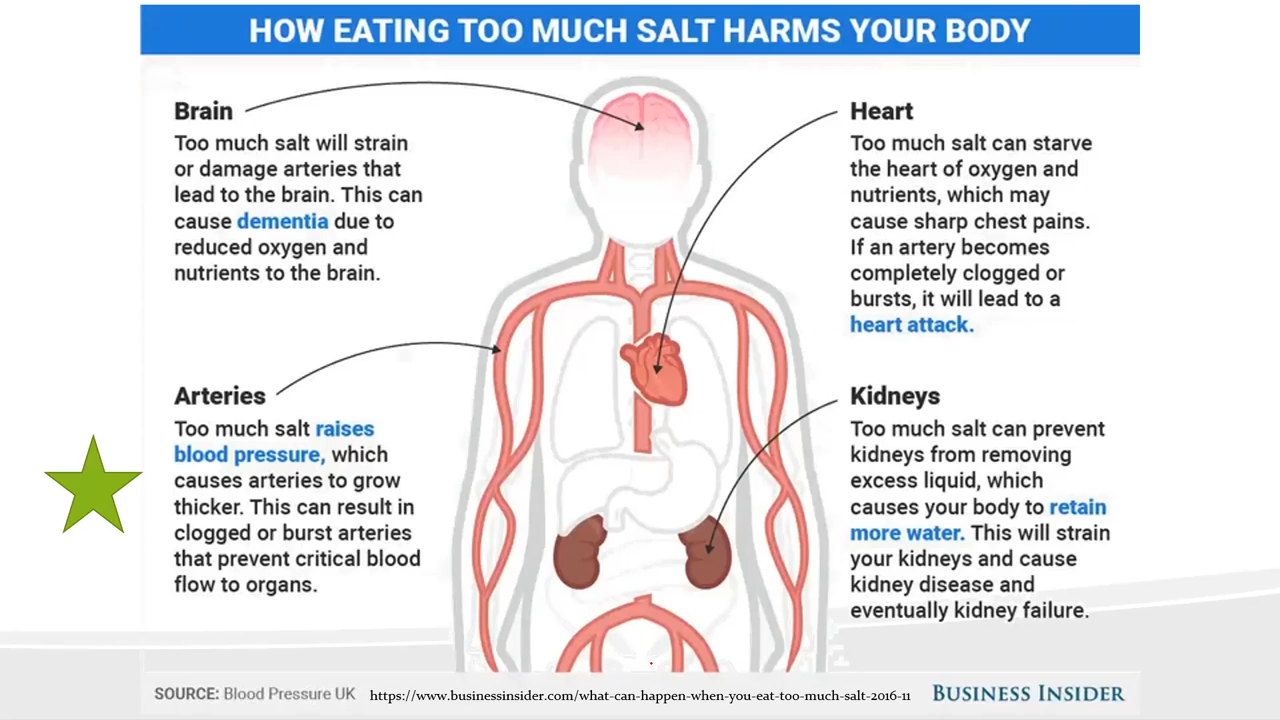 HOW EATING TOO MUCH SALT HARMS YOUR BODY
Brain
Too much salt will strain
or damage arteries that
lead to the brain. This can
cause dementia due to
reduced oxygen and
nutrients to the brain.
Heart
Too much salt can starve
the heart of oxygen and
nutrients, which may
cause sharp chest pains.
If an artery becomes
completely clogged or
bursts, it will lead to a
heart attack.
Arteries
Too much salt raises
blood pressure, which
causes arteries to grow
thicker. This can result in
clogged or burst arteries
that prevent critical blood
flow to organs.
Kidneys
Too much salt can prevent
kidneys from removing
excess liquid, which
causes your body to retain
more water. This will strain
your kidneys and cause
kidney disease and
eventually kidney failure.
SOURCE: Blood Pressure UK https://www.businessinsider.com/what-can-happen-when-you-eat-too-much-salt-2016-11 BUSINESS INSIDER